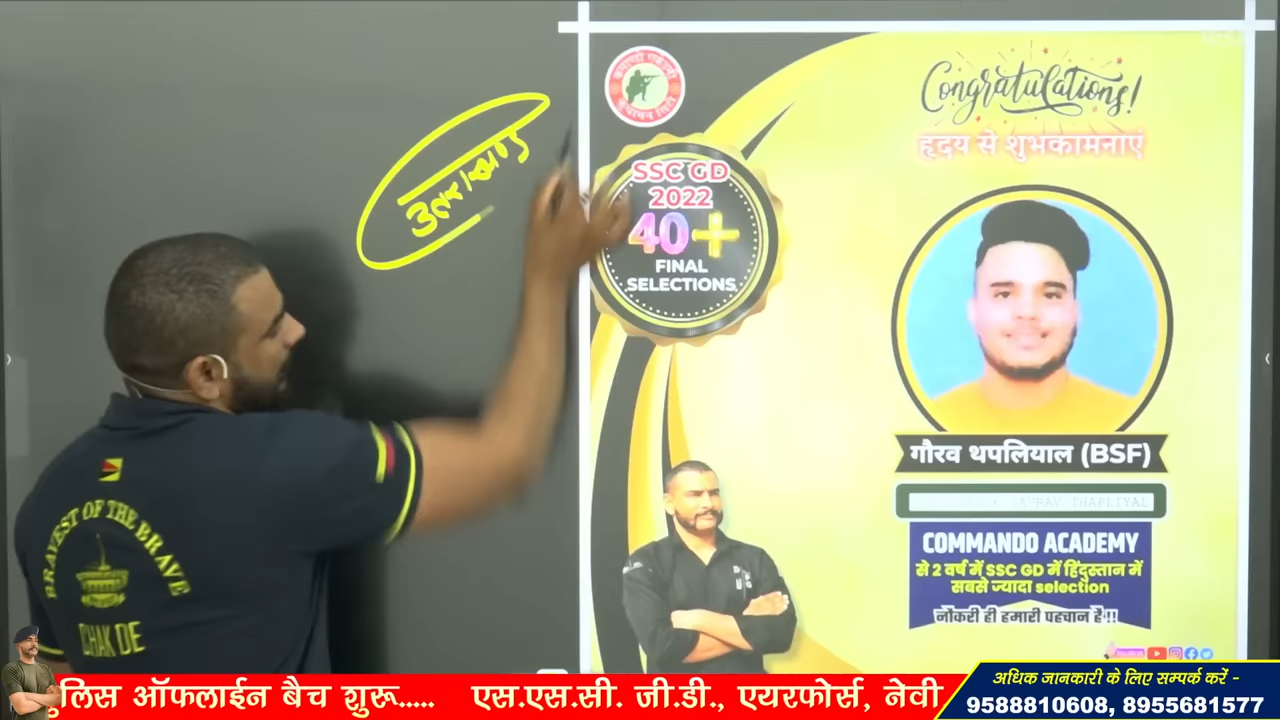 उत्तराखण्ड
Congratulations!
हृदय से शुभकामनाएं
SSC GD
2022
40+
FINAL
SELECTIONS
गौरव थपलियाल (BSF)
GAURAV THAPLIYAL
COMMANDO ACADEMY
से 2 वर्ष में SSC GD में हिंदुस्तान में
सबसे ज्यादा selection
नौकरी ही हमारी पहचान है !!
BRAVEST OF THE BRAVE
CHAK DE
लिस ऑफलाईन बैच शुरू..... एस.एस.सी. जी.डी., एयरफोर्स, नेवी
अधिक जानकारी के लिए सम्पर्क करें -
9588810608, 8955681577